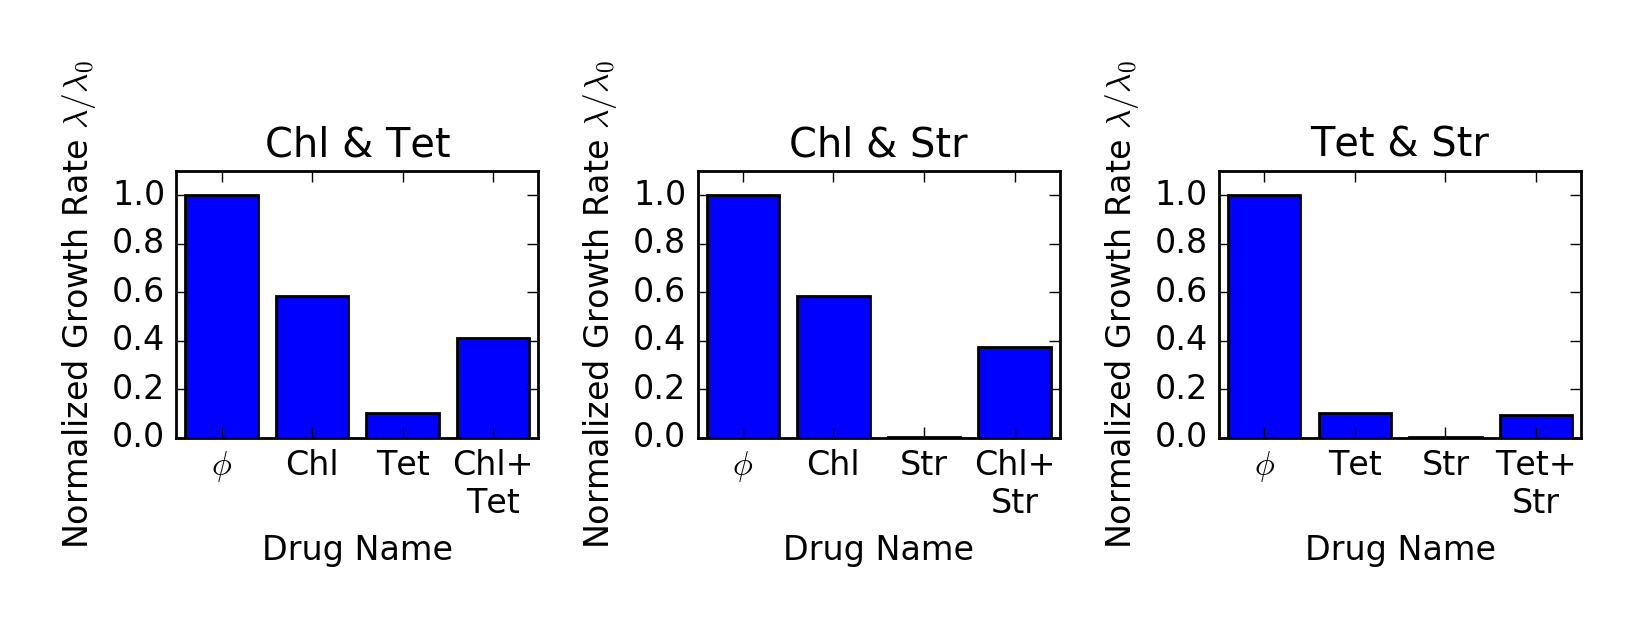 Chl & Tet
Normalized Growth Rate λ/λ0
1.0
0.8
0.6
0.4
0.2
0.0
ϕ Chl Tet Chl+
Tet
Drug Name
Chl & Str
Normalized Growth Rate λ/λ0
1.0
0.8
0.6
0.4
0.2
0.0
ϕ Chl Str Chl+
Str
Drug Name
Tet & Str
Normalized Growth Rate λ/λ0
1.0
0.8
0.6
0.4
0.2
0.0
ϕ Tet Str Tet+
Str
Drug Name